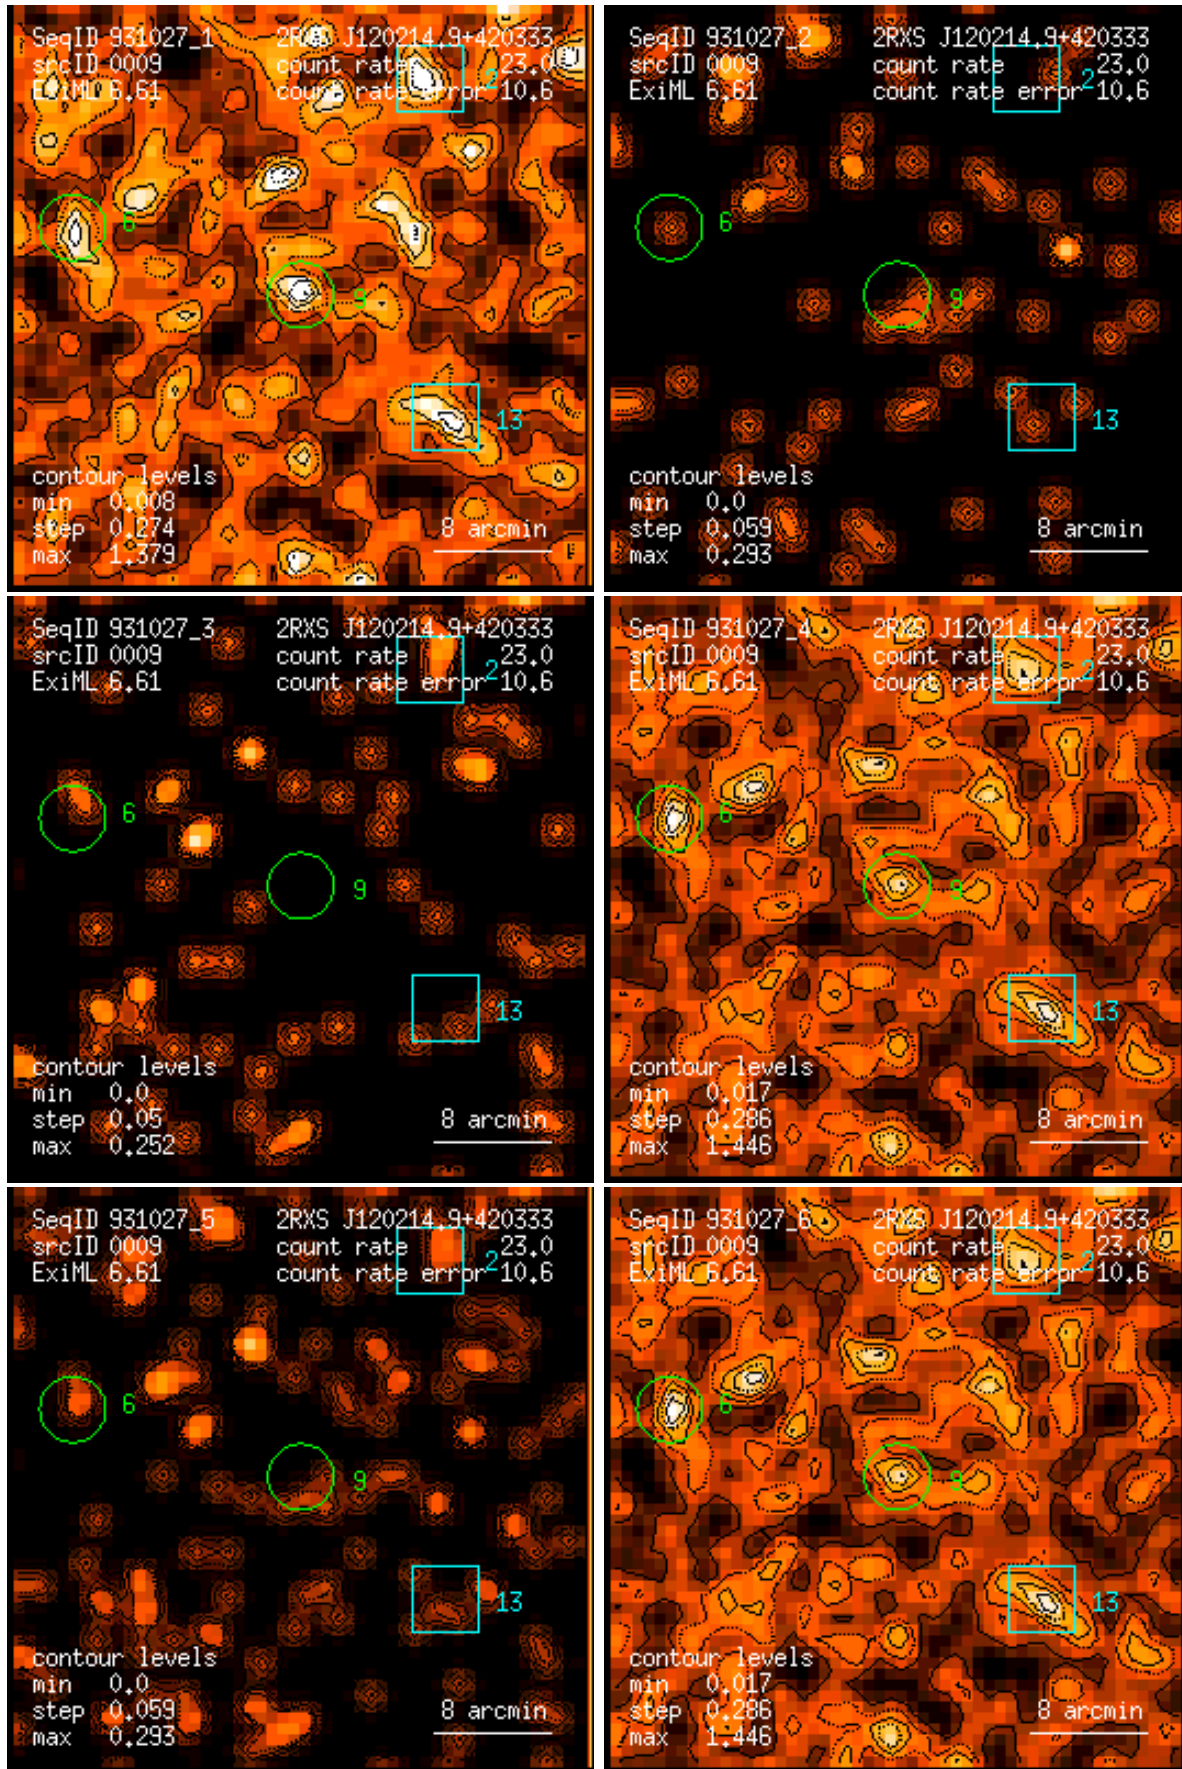 SeqID 931027_1 2RXS J120214.9+420333
srcID 0009 count rate 23.0
ExiML 6.61 count rate error 10.6
2
6
9
13
contour levels
min 0.008
step 0.274
max 1.379
8 arcmin
SeqID 931027_2 2RXS J120214.9+420333
srcID 0009 count rate 23.0
ExiML 6.61 count rate error 10.6
2
6
9
13
contour levels
min 0.0
step 0.059
max 0.293
8 arcmin
SeqID 931027_3 2RXS J120214.9+420333
srcID 0009 count rate 23.0
ExiML 6.61 count rate error 10.6
2
6
9
13
contour levels
min 0.0
step 0.05
max 0.252
8 arcmin
SeqID 931027_4 2RXS J120214.9+420333
srcID 0009 count rate 23.0
ExiML 6.61 count rate error 10.6
2
6
9
13
contour levels
min 0.017
step 0.286
max 1.446
8 arcmin
SeqID 931027_5 2RXS J120214.9+420333
srcID 0009 count rate 23.0
ExiML 6.61 count rate error 10.6
2
6
9
13
contour levels
min 0.0
step 0.059
max 0.293
8 arcmin
SeqID 931027_6 2RXS J120214.9+420333
srcID 0009 count rate 23.0
ExiML 6.61 count rate error 10.6
2
6
9
13
contour levels
min 0.017
step 0.286
max 1.446
8 arcmin